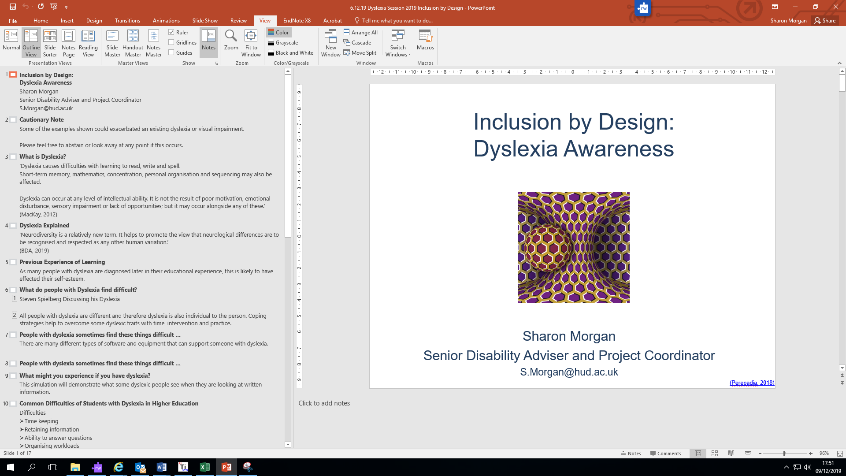 6.12.19 Dyslexia Session 2019 Inclusion by Design - PowerPoint
File Home Insert Design Transitions Animations Slide Show Review View EndNote X8 Acrobat Tell me what you want to do... Sharon Morgan Share
Normal Outline View Slide Sorter Notes Page Reading View
Presentation Views
Slide Master Handout Master Notes Master
Master Views
Ruler
Gridlines
Guides
Show
Notes
Zoom Fit to Window
Zoom
Color
Grayscale
Black and White
Color/Grayscale
New Window
Arrange All
Cascade
Move Split
Switch Windows
Window
Macros
Macros
1 Inclusion by Design:
Dyslexia Awareness
Sharon Morgan
Senior Disability Adviser and Project Coordinator
S.Morgan@hud.ac.uk
2 Cautionary Note
Some of the examples shown could exacerbated an existing dyslexia or visual impairment.
Please feel free to abstain or look away at any point if this occurs.
3 What is Dyslexia?
'Dyslexia causes difficulties with learning to read, write and spell.
Short-term memory, mathematics, concentration, personal organisation and sequencing may also be
affected.
Dyslexia can occur at any level of intellectual ability. It is not the result of poor motivation, emotional
disturbance, sensory impairment or lack of opportunities: but it may occur alongside any of these.'
(MacKay, 2012)
4 Dyslexia Explained
'Neurodiversity is a relatively new term. It helps to promote the view that neurological differences are to
be recognised and respected as any other human variation.'
(BDA, 2019)
5 Previous Experience of Learning
As many people with dyslexia are diagnosed later in their educational experience, this is likely to have
affected their self-esteem.
6 What do people with Dyslexia find difficult?
1 Steven Spielberg Discussing his Dyslexia
2 All people with dyslexia are different and therefore dyslexia is also individual to the person. Coping
strategies help to overcome some dyslexic traits with time intervention and practice.
7 People with dyslexia sometimes find these things difficult ...
There are many different types of software and equipment that can support someone with dyslexia.
8 People with dyslexia sometimes find these things difficult ...
9 What might you experience if you have dyslexia?
This simulation will demonstrate what some dyslexic people see when they are looking at written
information.
10 Common Difficulties of Students with Dyslexia in Higher Education
Difficulties
➢ Time keeping
➢ Retaining information
➢ Ability to answer questions
➢ Organising workloads
Inclusion by Design:
Dyslexia Awareness
Sharon Morgan
Senior Disability Adviser and Project Coordinator
S.Morgan@hud.ac.uk
Click to add notes
Slide 1 of 17
Notes Comments
17:51
09/12/2019